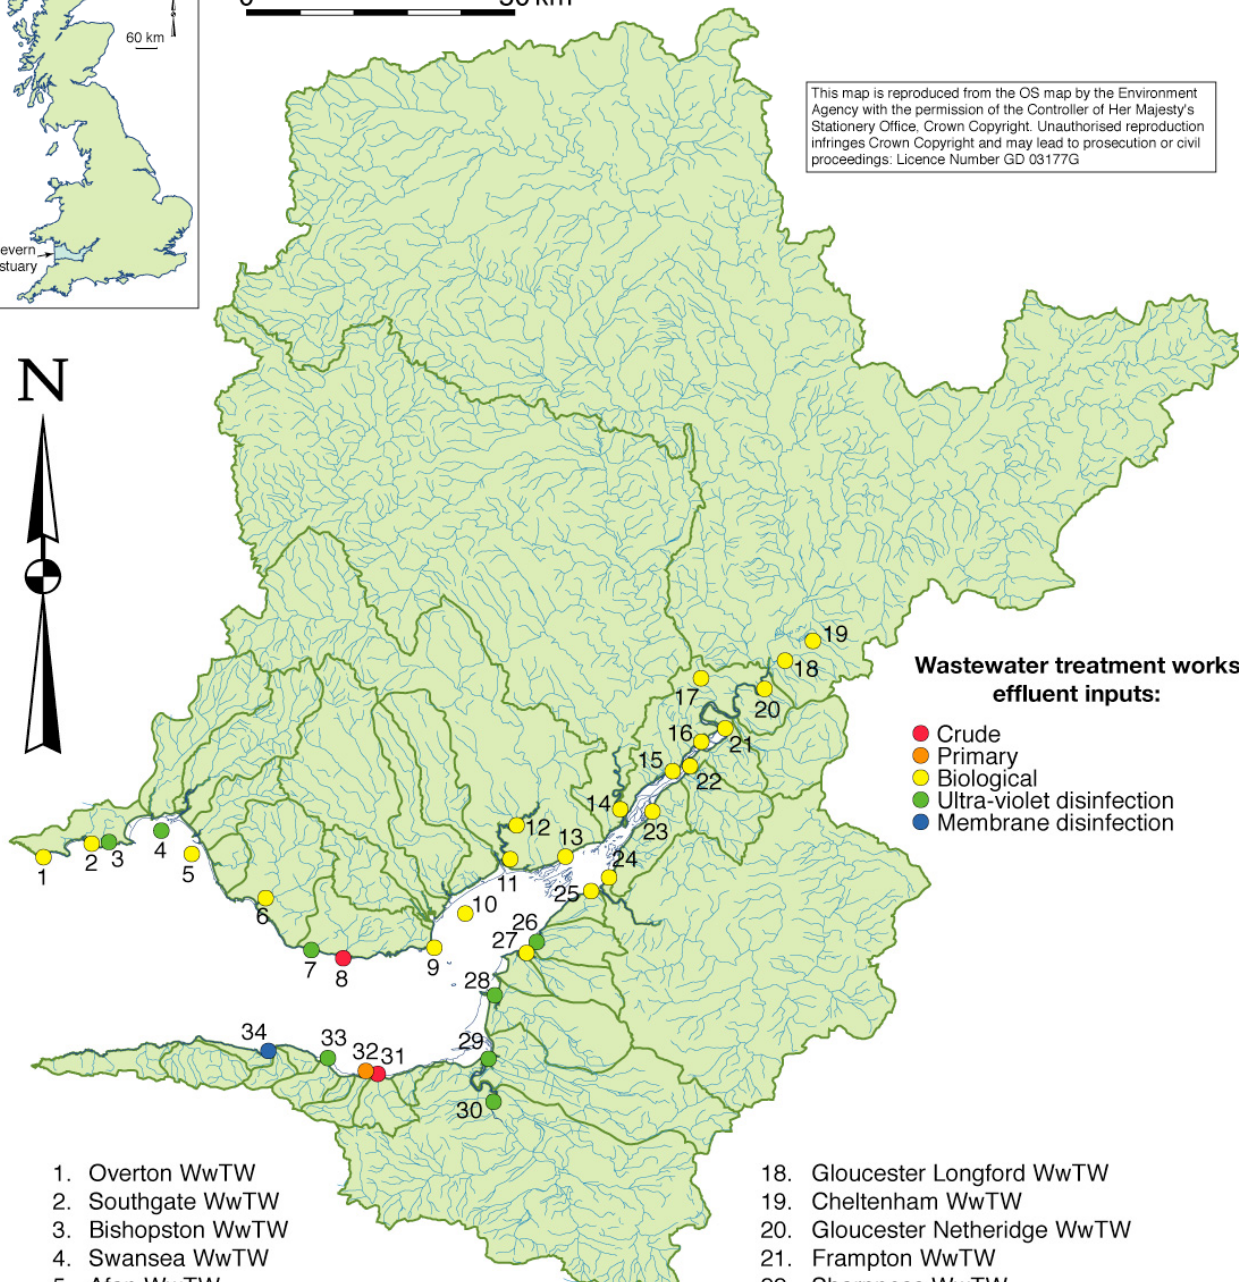 60 km
This map is reproduced from the OS map by the Environment
Agency with the permission of the Controller of Her Majesty's
Stationery Office, Crown Copyright. Unauthorised reproduction
infringes Crown Copyright and may lead to prosecution or civil
proceedings: Licence Number GD 03177G
evern
stuary
N
19
18
17
20
16
21
15
22
14
23
12
13
24
11
25
10
26
27
9
28
1
2
3
4
5
6
7
8
29
30
34
33
32
31
Wastewater treatment works
effluent inputs:
Crude
Primary
Biological
Ultra-violet disinfection
Membrane disinfection
1. Overton WwTW
2. Southgate WwTW
3. Bishopston WwTW
4. Swansea WwTW
18. Gloucester Longford WwTW
19. Cheltenham WwTW
20. Gloucester Netheridge WwTW
21. Frampton WwTW